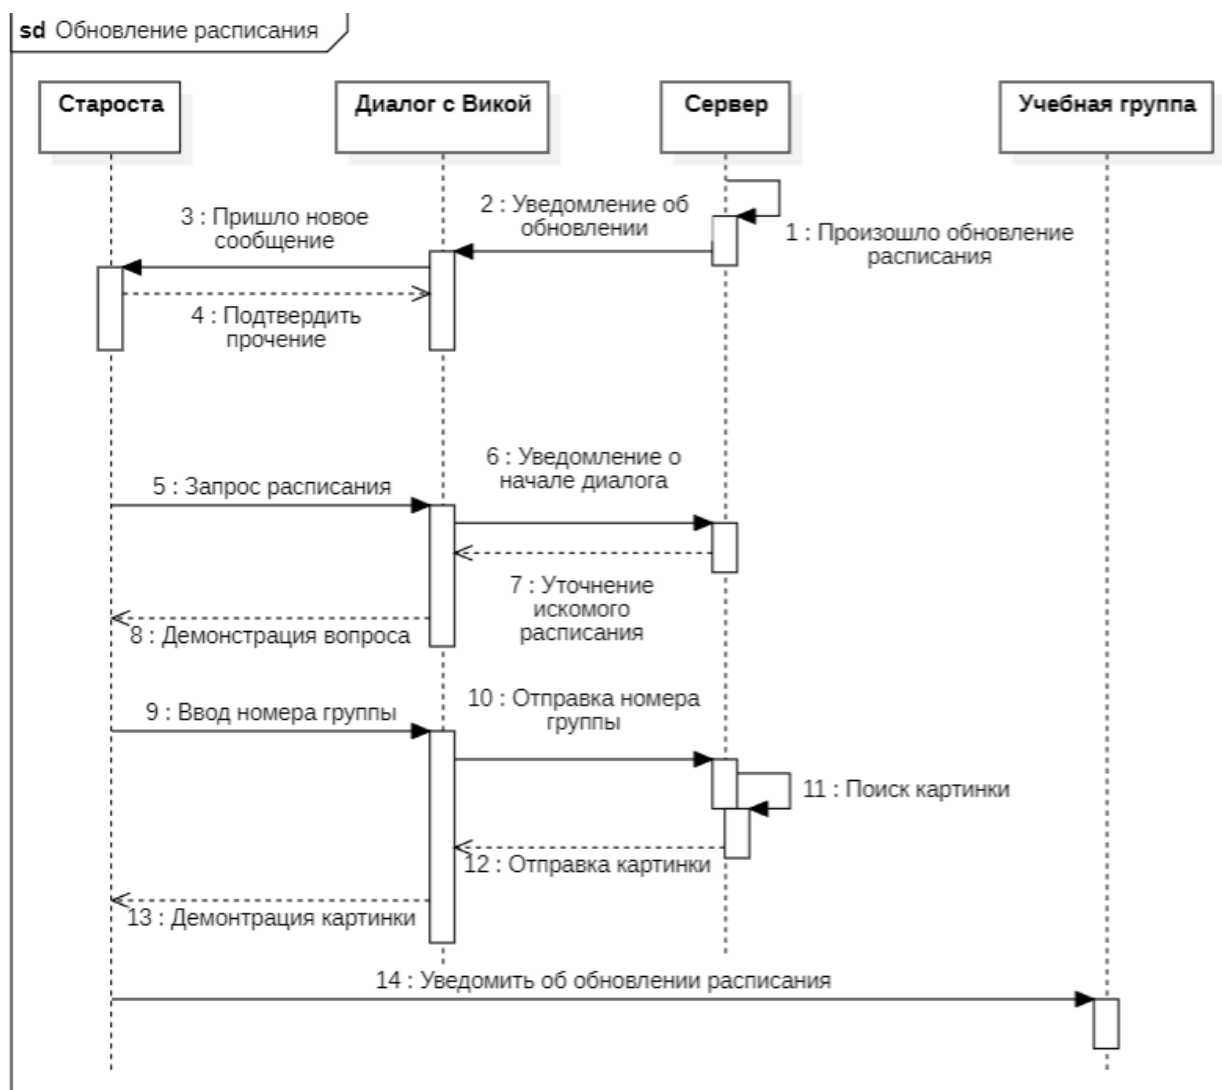 sd Обновление расписания
Староста
Диалог с Викой
Сервер
Учебная группа
1 : Произошло обновление
расписания
2 : Уведомление об
обновлении
3 : Пришло новое
сообщение
4 : Подтвердить
прочение
5 : Запрос расписания
6 : Уведомление о
начале диалога
7 : Уточнение
искомого
расписания
8 : Демонстрация вопроса
9 : Ввод номера группы
10 : Отправка номера
группы
11 : Поиск картинки
12 : Отправка картинки
13 : Демонтрация картинки
14 : Уведомить об обновлении расписания